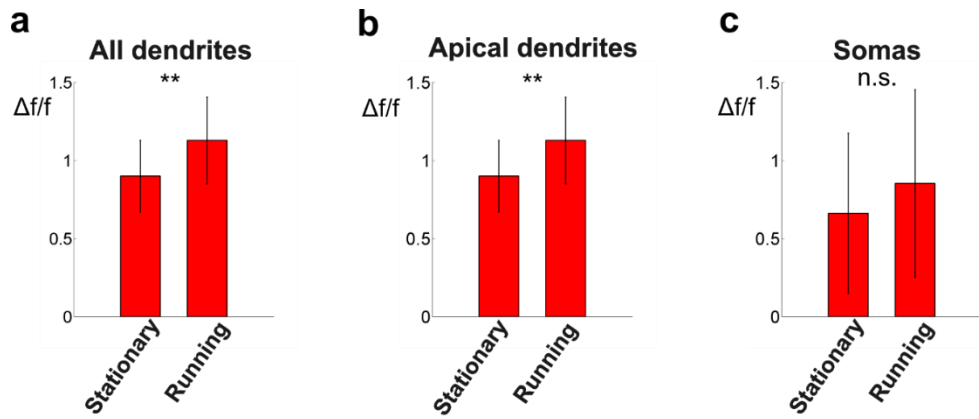 a
All dendrites
**
Δf/f
1.5
1
0.5
0
Stationary
Running
b
Apical dendrites
**
Δf/f
1.5
1
0.5
0
Stationary
Running
c
Somas
n.s.
Δf/f
1.5
1
0.5
0
Stationary
Running